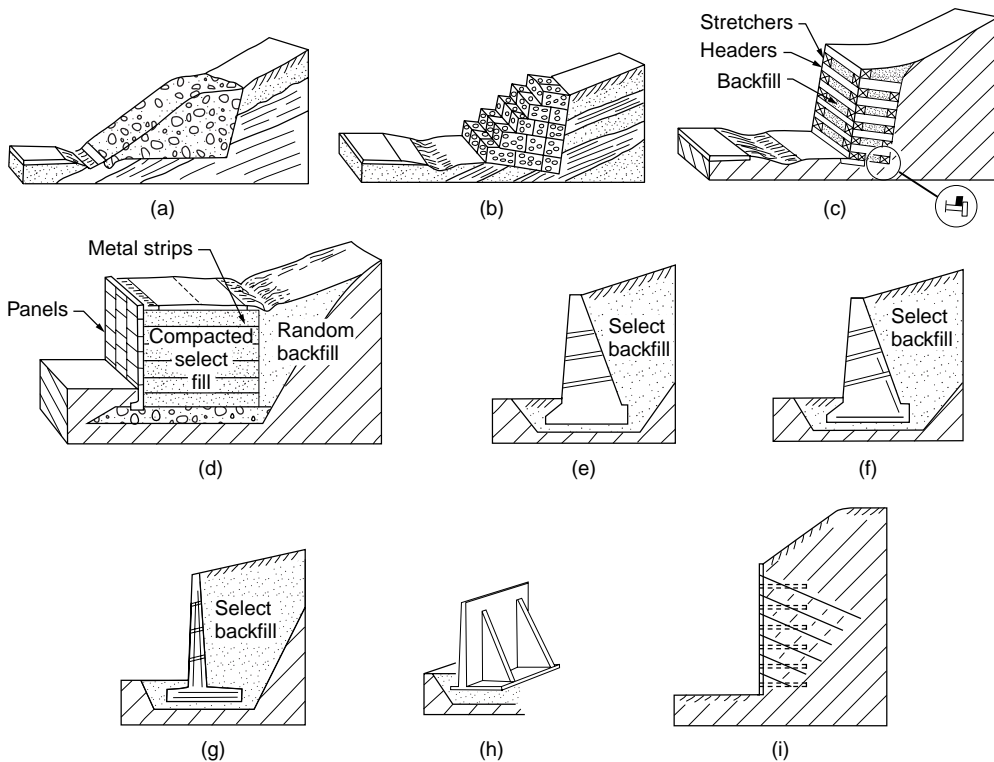 Stretchers
Headers
Backfill
(a)
(b)
(c)
Metal strips
Panels
Compacted
select
fill
Random
backfill
Select
backfill
Select
backfill
(d)
(e)
(f)
Select
backfill
(g)
(h)
(i)